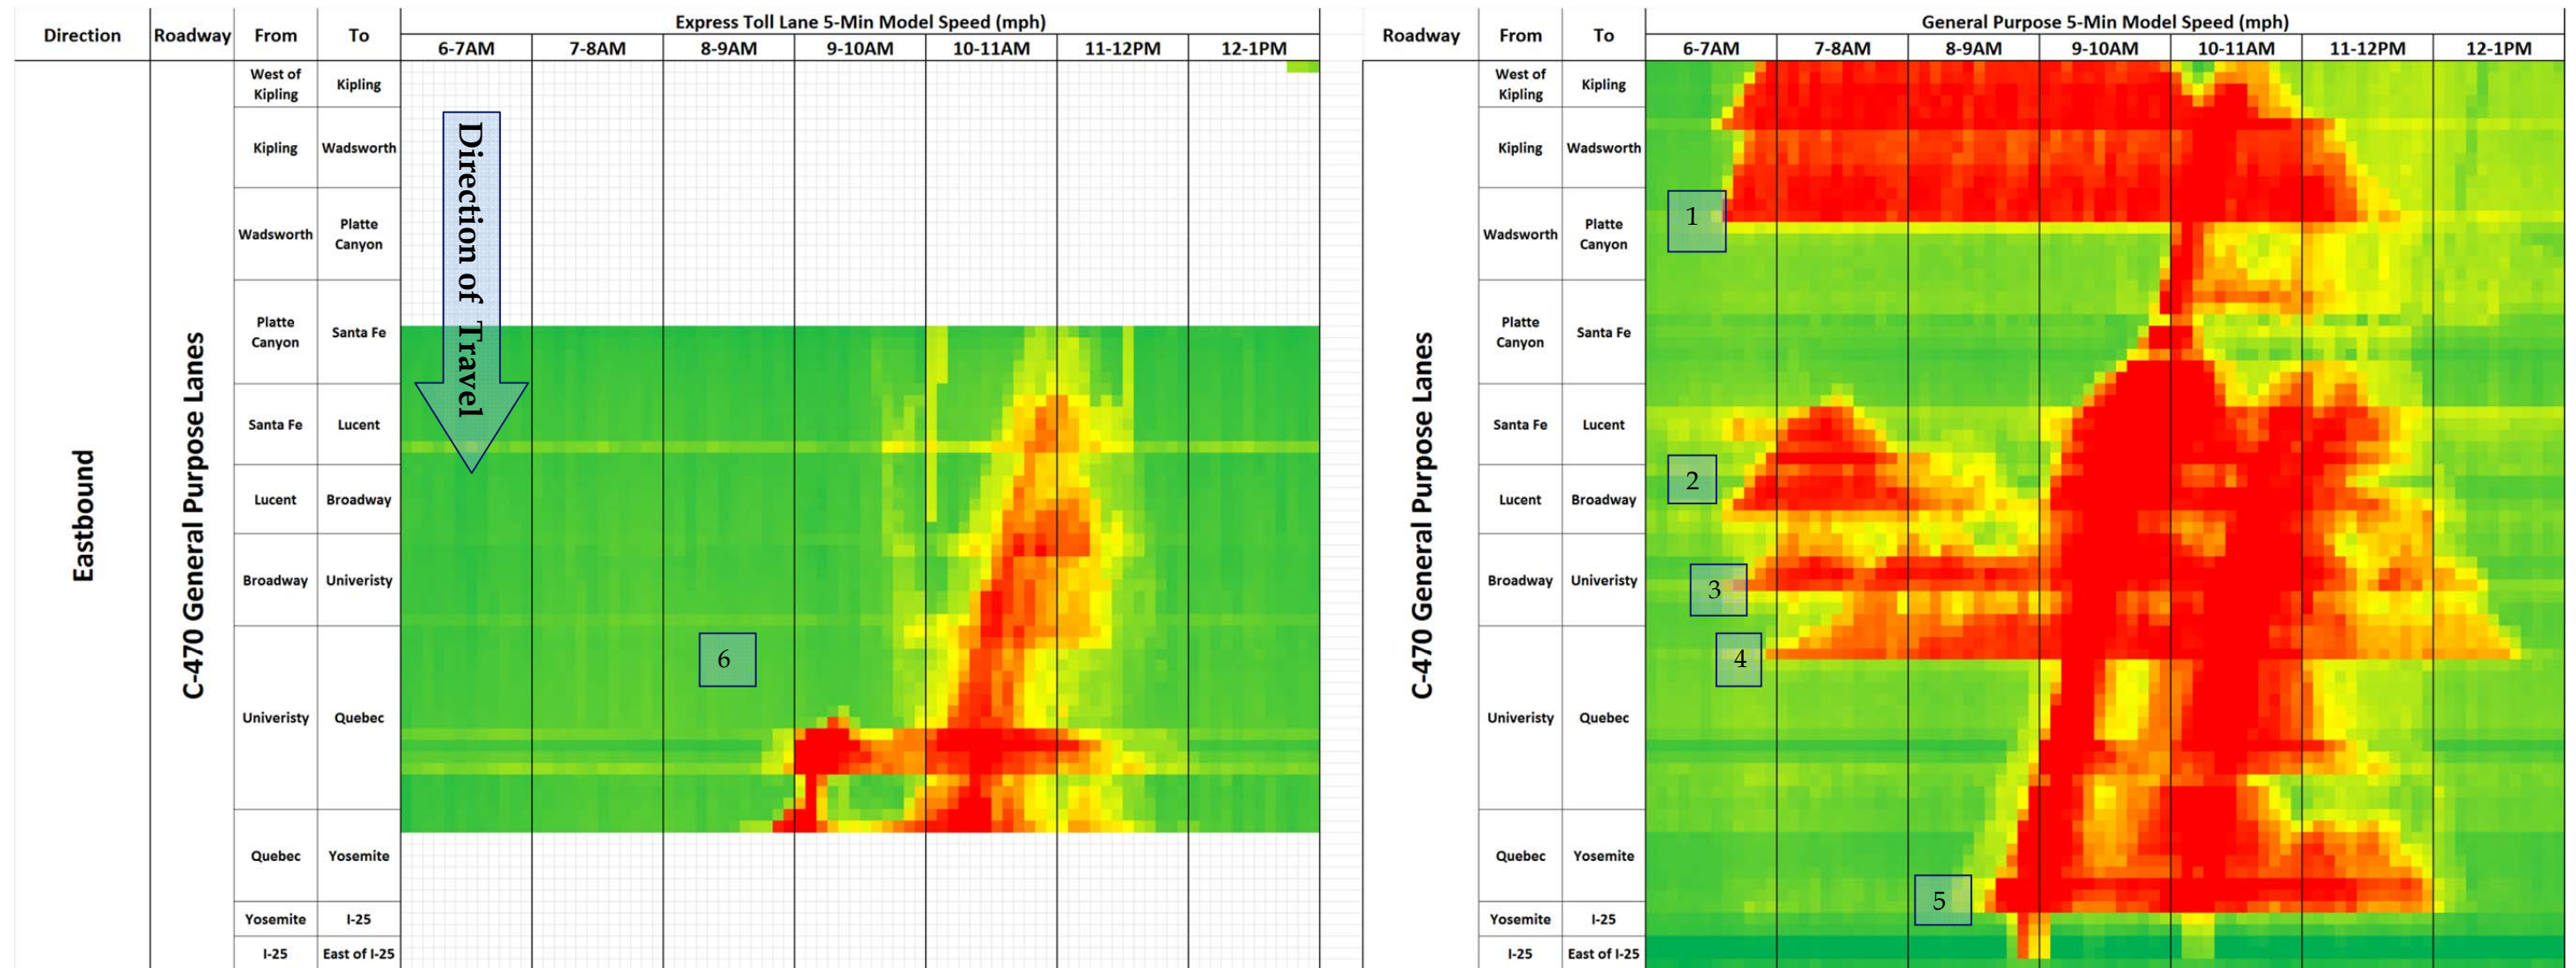 Express Toll Lane 5-Min Model Speed (mph)
General Purpose 5-Min Model Speed (mph)
Direction Roadway From To
6-7AM 7-8AM 8-9AM 9-10AM 10-11AM 11-12PM 12-1PM
Roadway From To
6-7AM 7-8AM 8-9AM 9-10AM 10-11AM 11-12PM 12-1PM
Eastbound
C-470 General Purpose Lanes
West of
Kipling
Kipling
Kipling Wadsworth
Wadsworth
Platte
Canyon
Platte
Canyon
Santa Fe
Santa Fe Lucent
Lucent Broadway
Broadway Univeristy
Univeristy Quebec
Quebec Yosemite
Yosemite I-25
I-25 East of I-25
Direction of Travel
6
C-470 General Purpose Lanes
West of
Kipling
Kipling
Kipling Wadsworth
Wadsworth
Platte
Canyon
Platte
Canyon
Santa Fe
Santa Fe Lucent
Lucent Broadway
Broadway Univeristy
Univeristy Quebec
Quebec Yosemite
Yosemite I-25
I-25 East of I-25
1
2
3
4
5